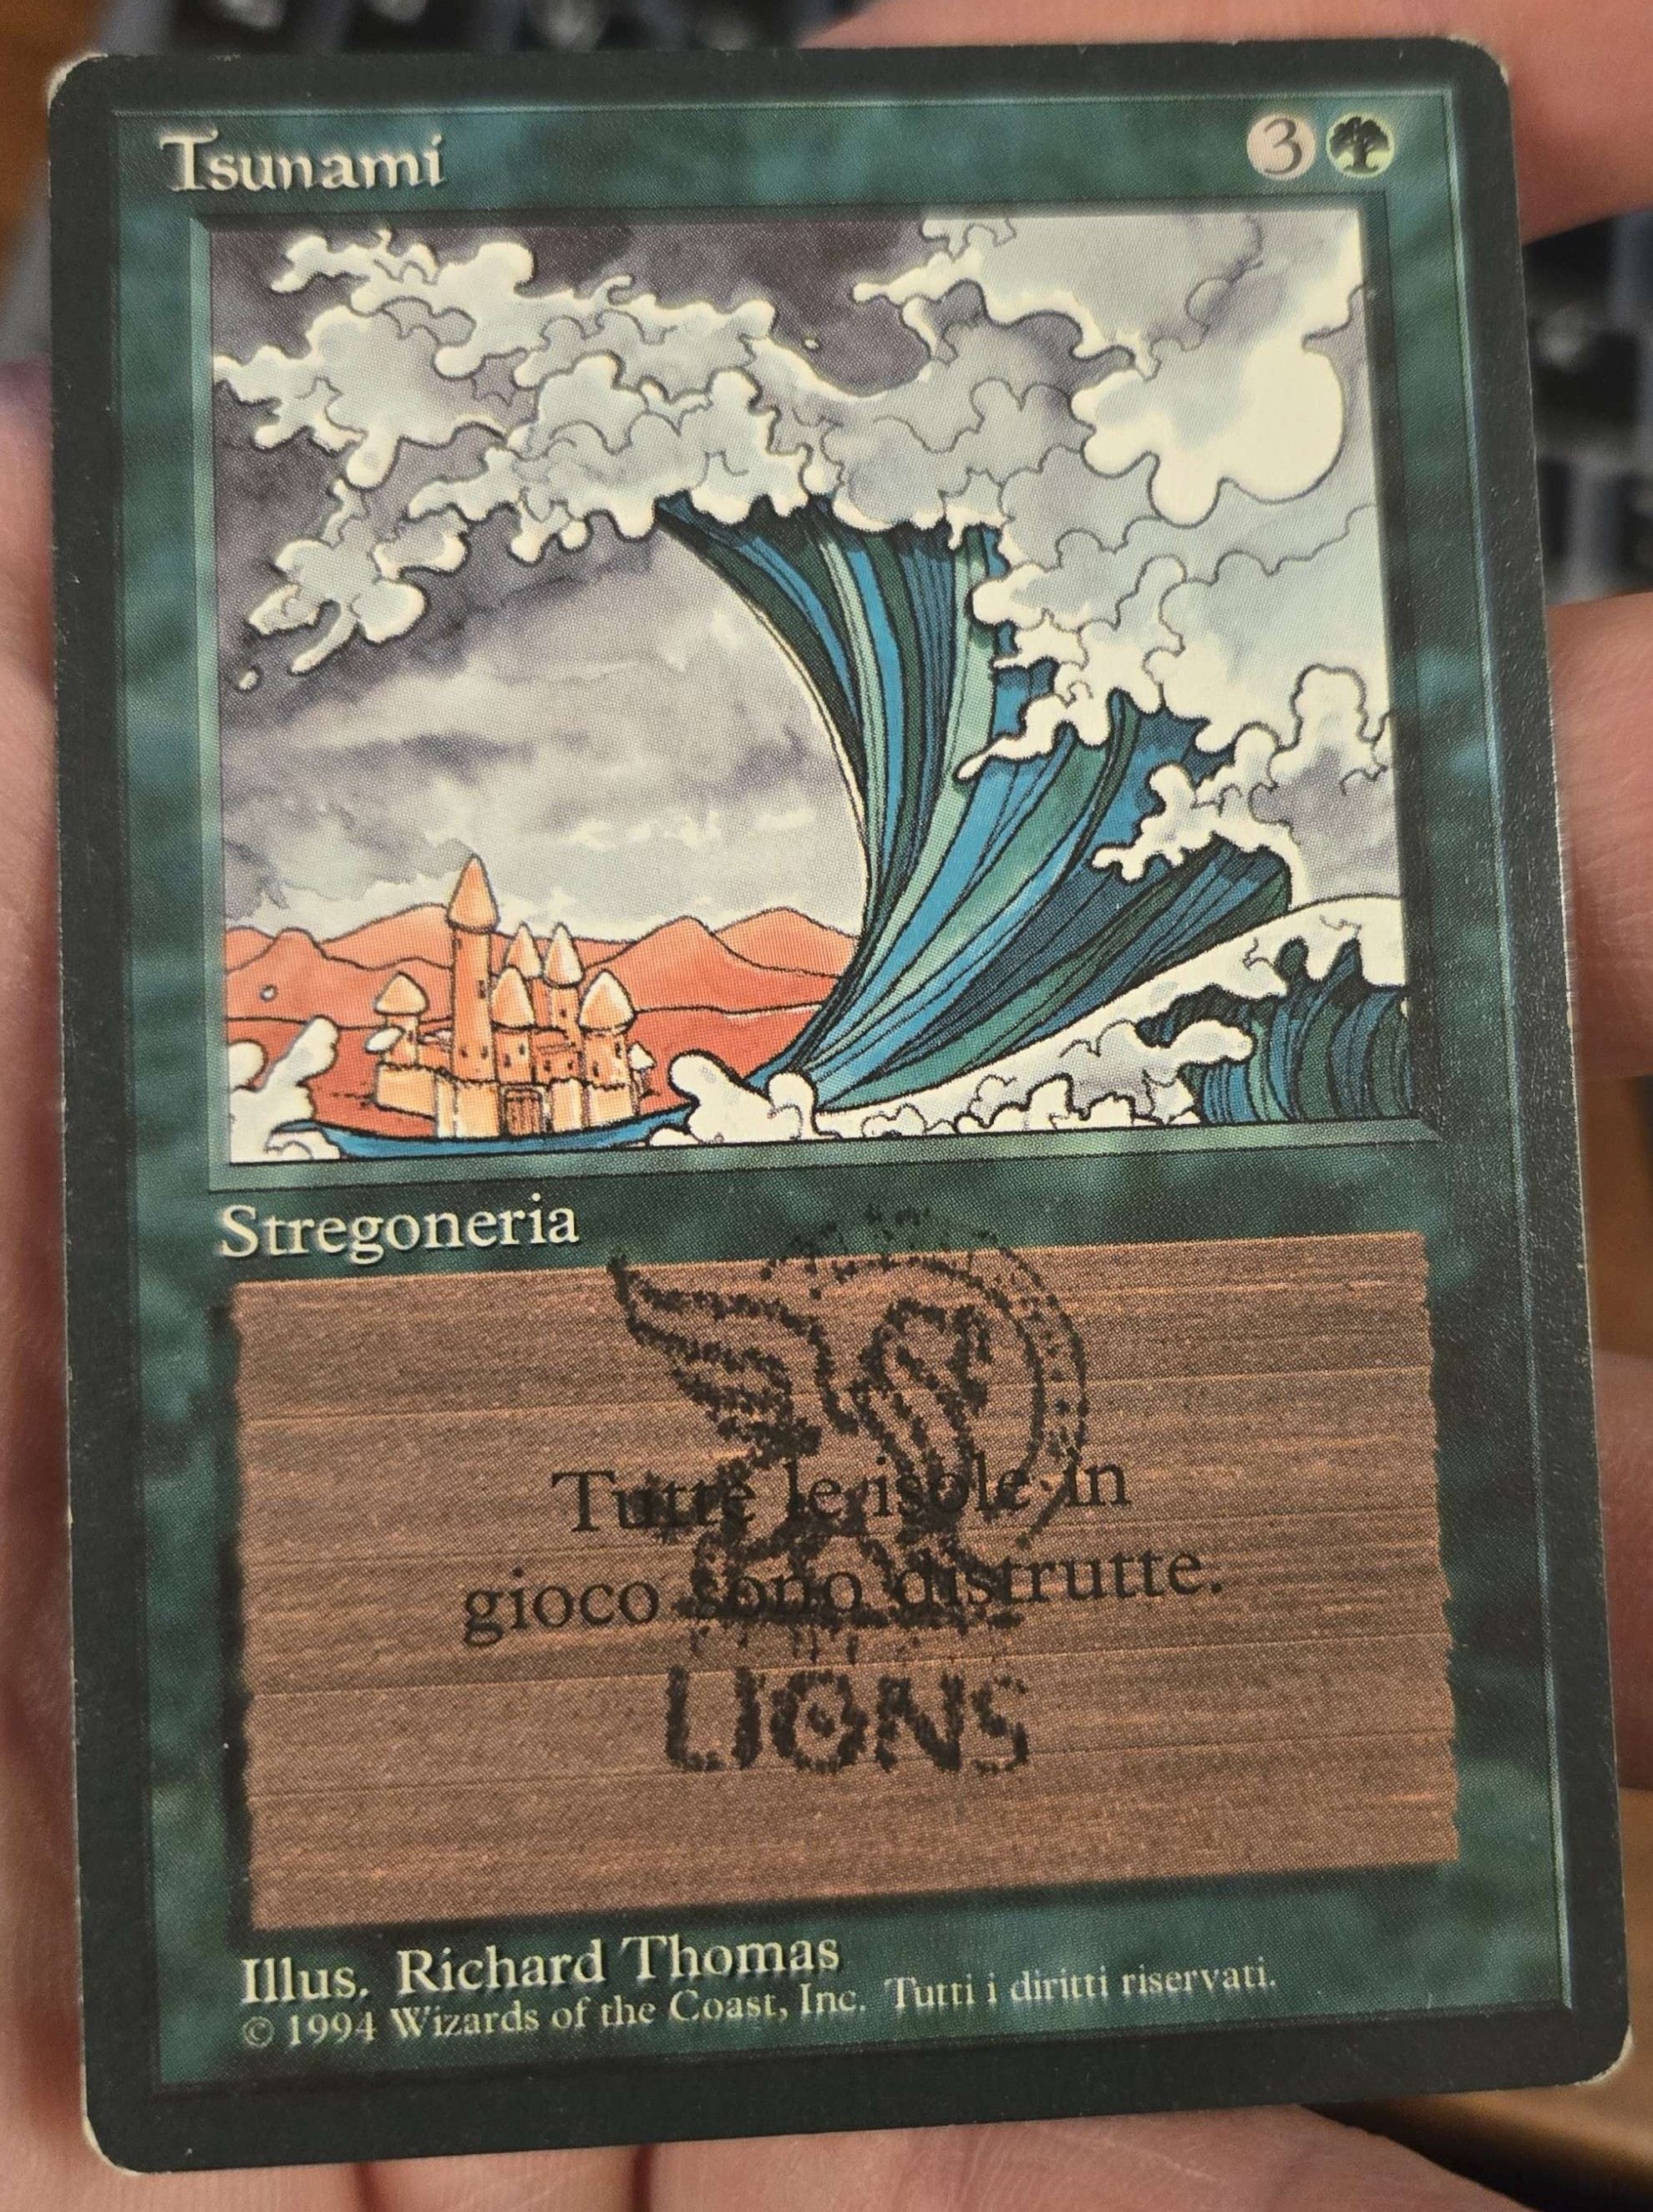 Tsunami
3
Stregoneria
Tutte le isole in
gioco sono distrutte.
LIONS
Illus. Richard Thomas
© 1994 Wizards of the Coast, Inc. Tutti i diritti riservati.